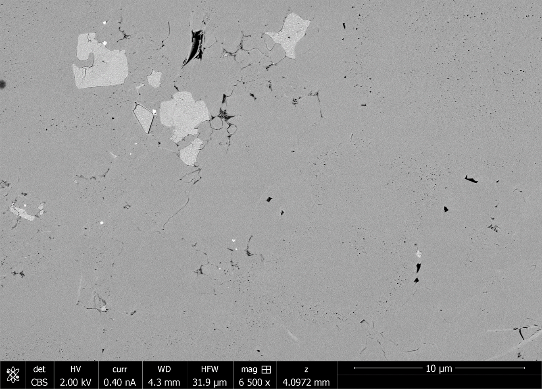 det HV curr WD HFW mag z 10 µm
CBS 2.00 kV 0.40 nA 4.3 mm 31.9 µm 6 500 x 4.0972 mm